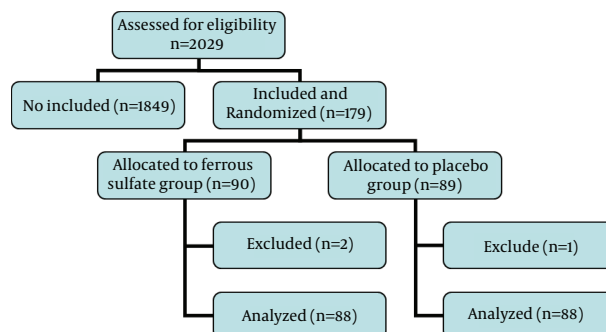 Assessed for eligibility
n=2029
No included (n=1849)
Included and
Randomized (n=179)
Allocated to ferrous
sulfate group (n=90)
Allocated to placebo
group (n=89)
Excluded (n=2)
Exclude (n=1)
Analyzed (n=88)
Analyzed (n=88)